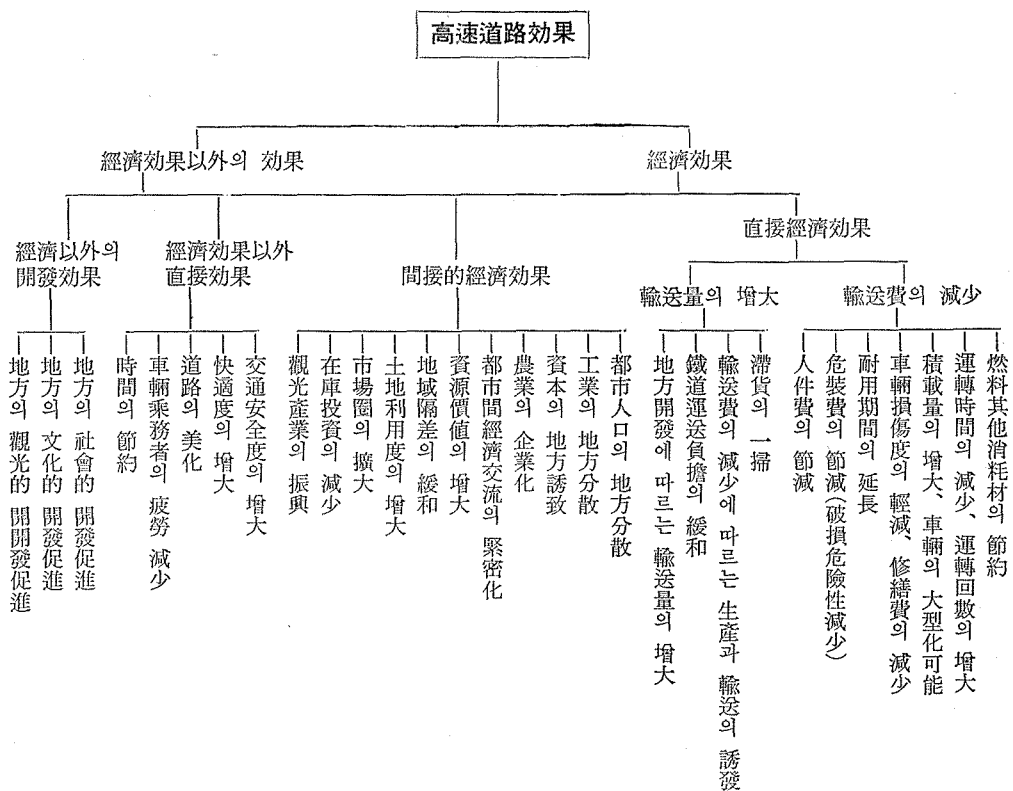 高速道路効果
經濟効果以外의 効果
經濟効果
經濟以外의
開發効果
經濟効果以外
直接効果
間接的經濟効果
直接經濟効果
輸送量의 增大
輸送費의 減少
地方의 觀光的 開開發促進
地方의 文化的 開發促進
地方의 社會的 開發促進
時間의 節約
車輛乘務者의 疲勞 減少
道路의 美化
快適度의 增大
交通安全度의 增大
觀光產業의 振興
在庫投資의 減少
市場圈의 擴大
土地利用度의 增大
地域隔差의 緩和
資源價値의 增大
都市間經濟交流의 緊密化
農業의 企業化
資本의 地方誘致
工業의 地方分散
都市人口의 地方分散
地方開發에 따르는 輸送量의 增大
鐵道運送負擔의 緩和
輸送費의 減少에 따르는 生產과 輸送의 誘發
滯貨의 一掃
人件費의 節減
危裝費의 節減(破損危險性減少)
耐用期間의 延長
車輛損傷度의 輕減、修繕費의 減少
積載量의 增大、車輛의 大型化可能
運轉時間의 減少、運轉回數의 增大
燃料其他消耗材의 節約